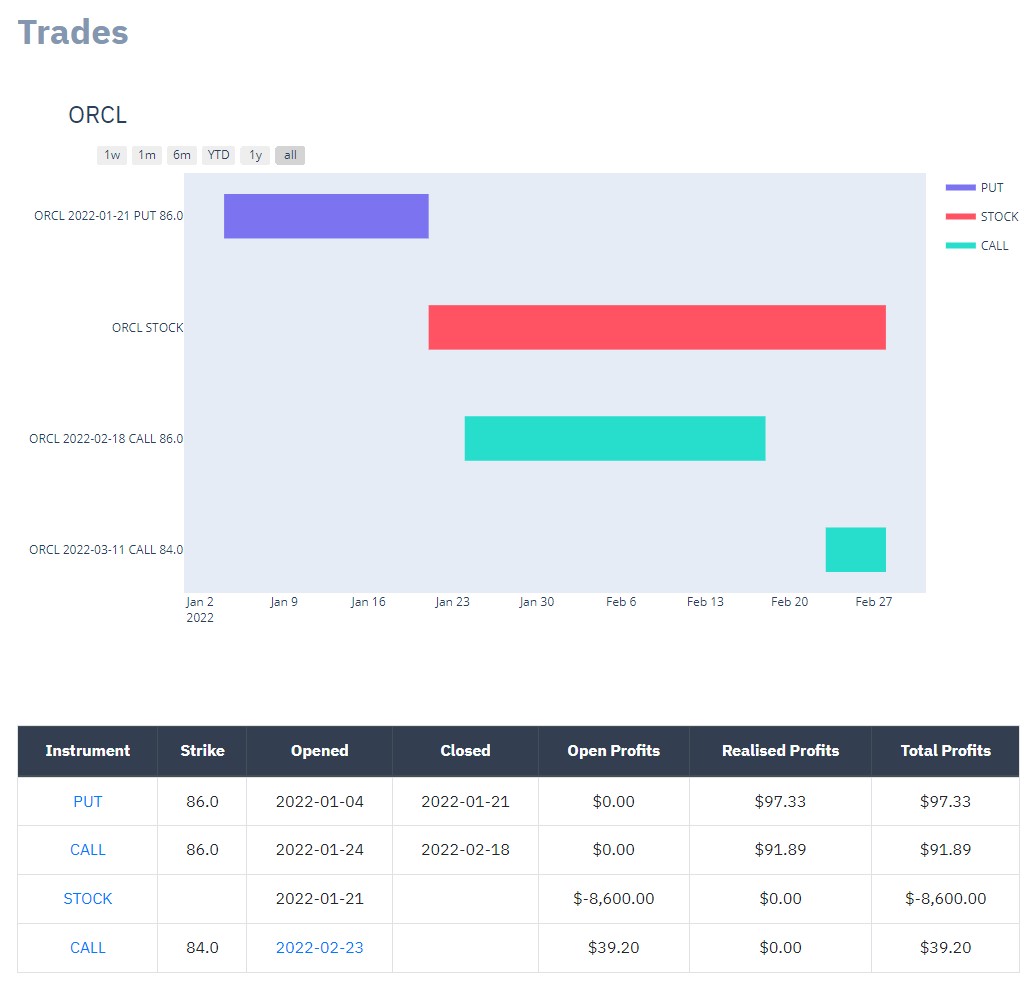 Trades
ORCL
1w 1m 6m YTD 1y all
ORCL 2022-01-21 PUT 86.0
ORCL STOCK
ORCL 2022-02-18 CALL 86.0
ORCL 2022-03-11 CALL 84.0
PUT
STOCK
CALL
Jan 2 Jan 9 Jan 16 Jan 23 Jan 30 Feb 6 Feb 13 Feb 20 Feb 27
2022
Instrument Strike Opened Closed Open Profits Realised Profits Total Profits
PUT 86.0 2022-01-04 2022-01-21 $0.00 $97.33 $97.33
CALL 86.0 2022-01-24 2022-02-18 $0.00 $91.89 $91.89
STOCK 2022-01-21 $-8,600.00 $0.00 $-8,600.00
CALL 84.0 2022-02-23 $39.20 $0.00 $39.20